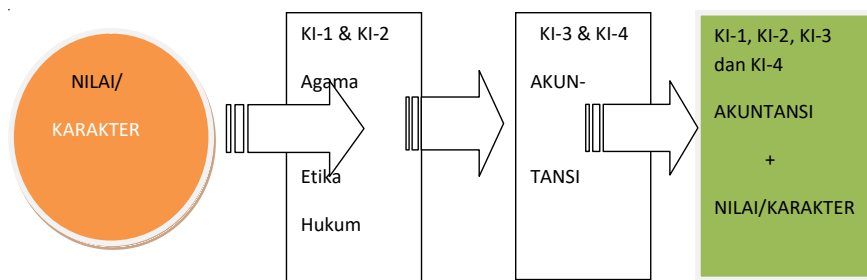 NILAI/
KARAKTER
KI-1 & KI-2
Agama
Etika
Hukum
KI-3 & KI-4
AKUN-
TANSI
KI-1, KI-2, KI-3
dan KI-4
AKUNTANSI
+
NILAI/KARAKTER